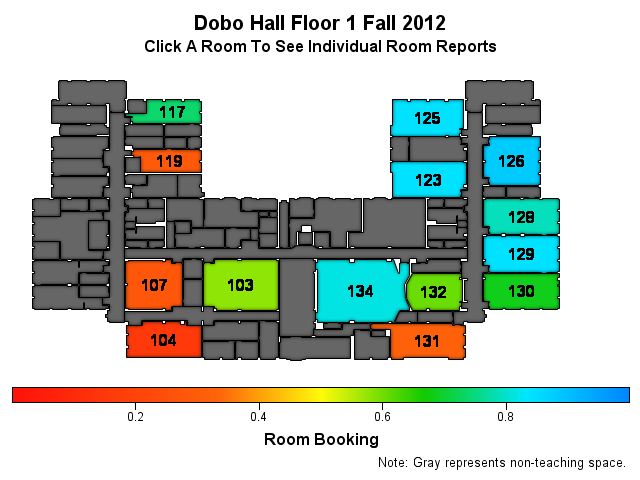 Dobo Hall Floor 1 Fall 2012
Click A Room To See Individual Room Reports
117
125
119
126
123
128
129
107
103
134
132
130
104
131
0.2 0.4 0.6 0.8
Room Booking
Note: Gray represents non-teaching space.